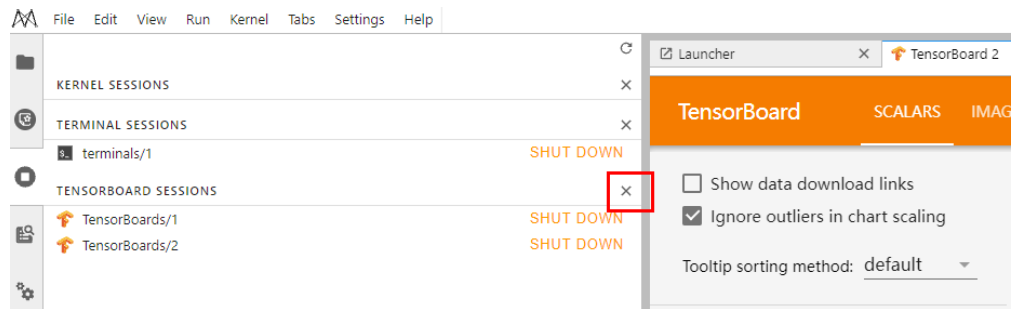 File Edit View Run Kernel Tabs Settings Help
KERNEL SESSIONS
TERMINAL SESSIONS
terminals/1 SHUT DOWN
TENSORBOARD SESSIONS
TensorBoards/1 SHUT DOWN
TensorBoards/2 SHUT DOWN
Launcher TensorBoard 2
TensorBoard SCALARS IMAG
Show data download links
Ignore outliers in chart scaling
Tooltip sorting method: default